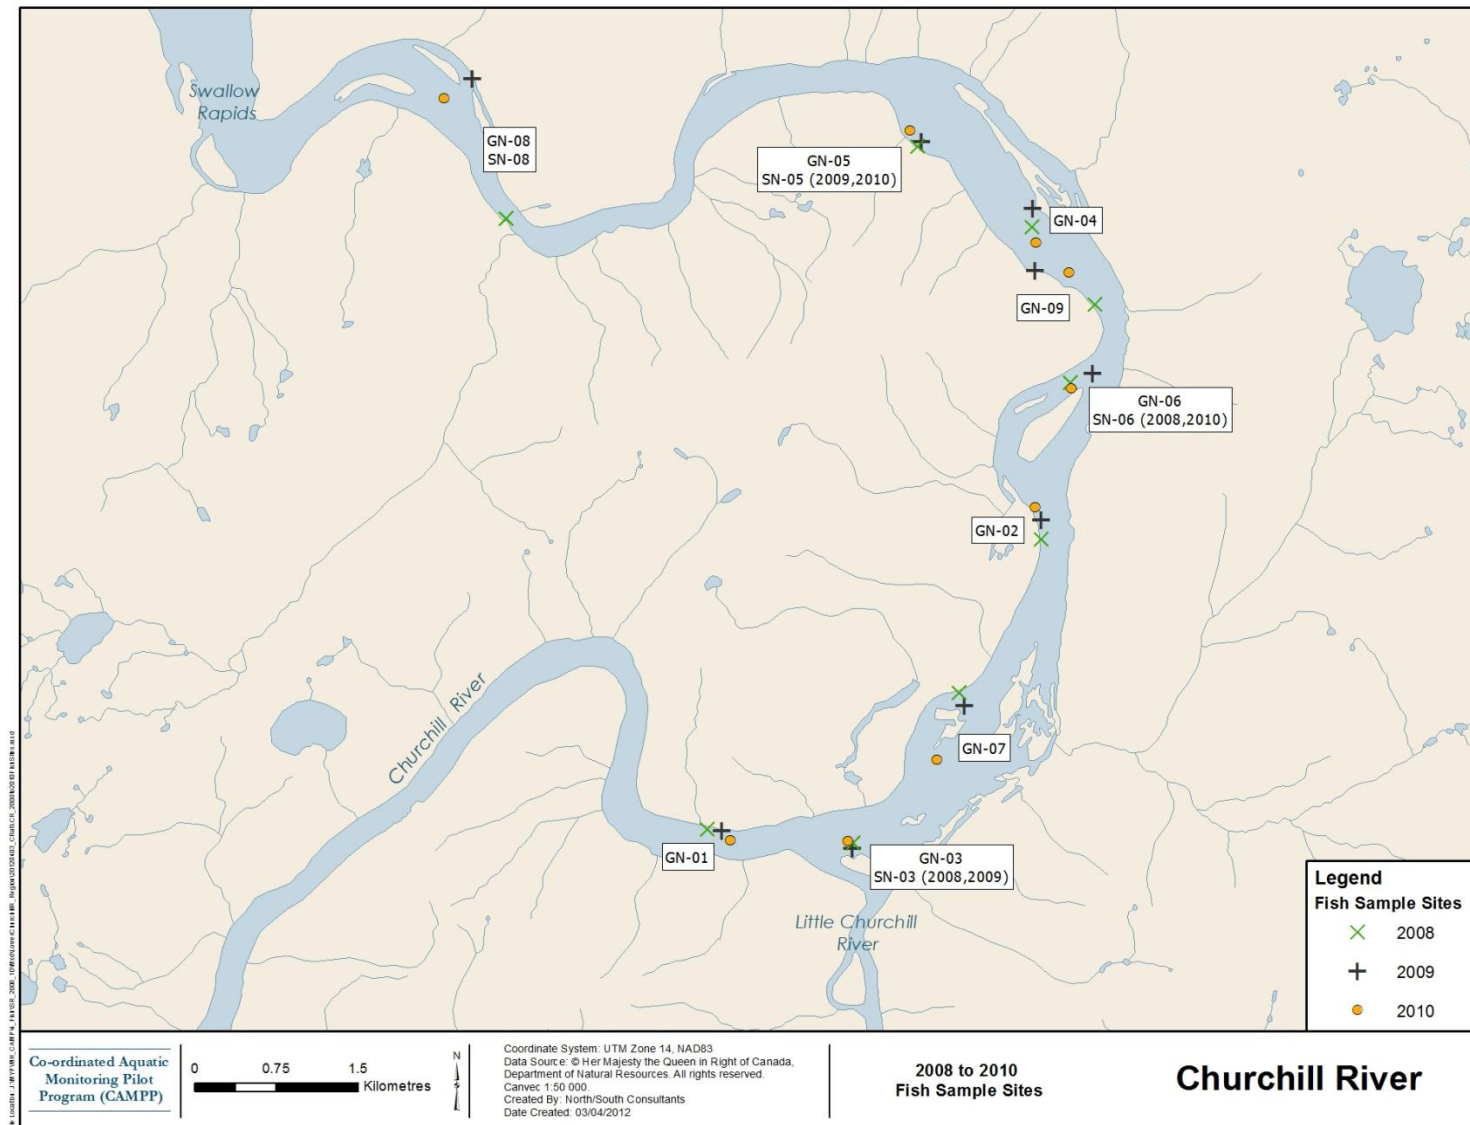 Swallow
Rapids
GN-08
SN-08
GN-05
SN-05 (2009,2010)
GN-04
GN-09
GN-06
SN-06 (2008,2010)
GN-02
Churchill River
GN-07
GN-01
GN-03
SN-03 (2008,2009)
Little Churchill
River
Legend
Fish Sample Sites
2008
2009
2010
Co-ordinated Aquatic
Monitoring Pilot
Program (CAMPP)
0 0.75 1.5
Kilometres
N
Coordinate System: UTM Zone 14, NAD83
Data Source: © Her Majesty the Queen in Right of Canada,
Department of Natural Resources. All rights reserved.
Canvec 1:50 000.
Created By: North/South Consultants
Date Created: 03/04/2012
2008 to 2010
Fish Sample Sites
Churchill River